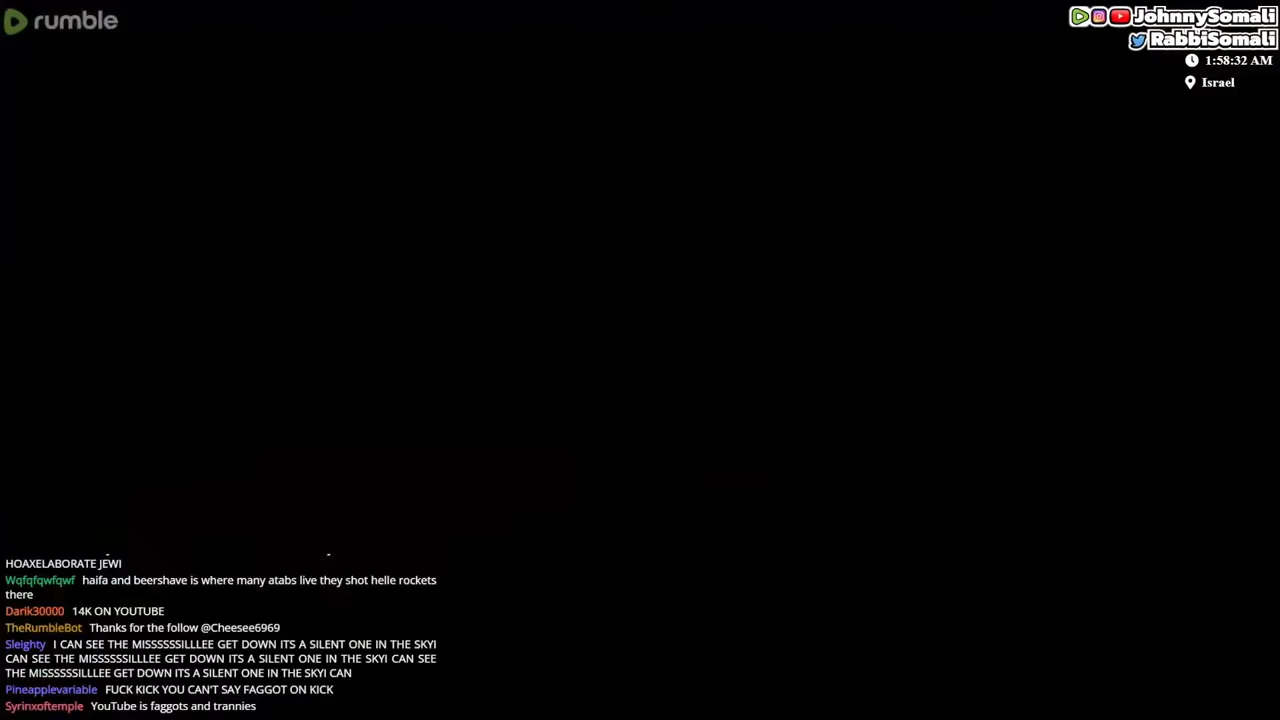 rumble
JohnnySomali
RabbiSomali
1:58:32 AM
Israel
HOAXELABORATE JEWI
Wqfqfqwfqwf haifa and beershave is where many atabs live they shot helle rockets
there
Darik30000 14K ON YOUTUBE
TheRumbleBot Thanks for the follow @Cheesee6969
Sleighty I CAN SEE THE MISSSSSSILLLEE GET DOWN ITS A SILENT ONE IN THE SKYI
CAN SEE THE MISSSSSSILLLEE GET DOWN ITS A SILENT ONE IN THE SKYI CAN SEE
THE MISSSSSSILLLEE GET DOWN ITS A SILENT ONE IN THE SKYI CAN
Pineapplevariable FUCK KICK YOU CAN'T SAY FAGGOT ON KICK
Syrinxoftemple YouTube is faggots and trannies